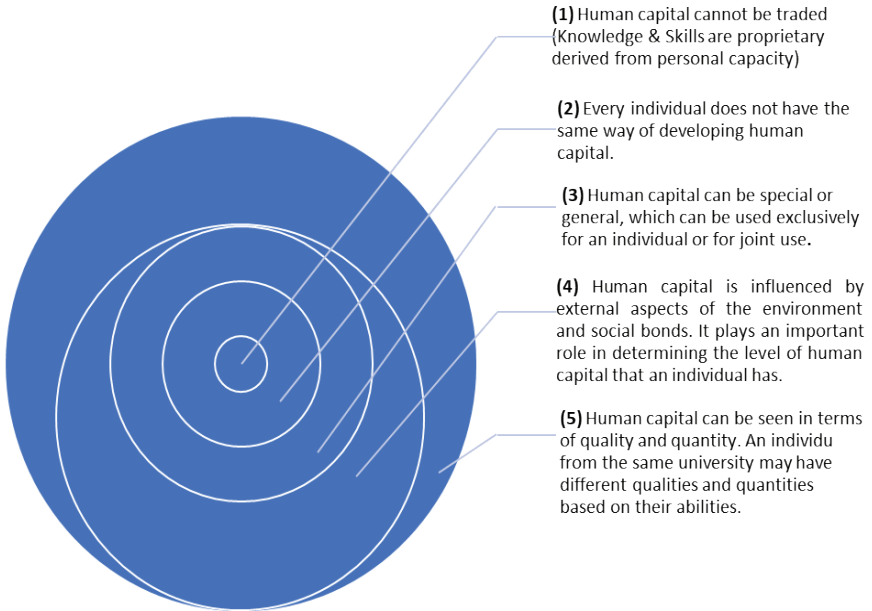 (1) Human capital cannot be traded
(Knowledge & Skills are proprietary
derived from personal capacity)
(2) Every individual does not have the
same way of developing human
capital.
(3) Human capital can be special or
general, which can be used exclusively
for an individual or for joint use.
(4) Human capital is influenced by
external aspects of the environment
and social bonds. It plays an important
role in determining the level of human
capital that an individual has.
(5) Human capital can be seen in terms
of quality and quantity. An individu
from the same university may have
different qualities and quantities
based on their abilities.